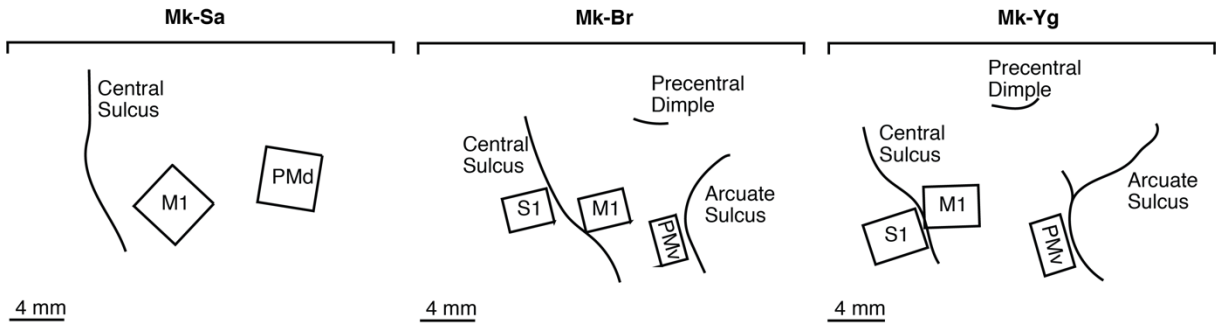 Mk-Sa
Central
Sulcus
M1
PMd
4 mm
Mk-Br
Precentral
Dimple
Central
Sulcus
S1
M1
PMv
Arcuate
Sulcus
4 mm
Mk-Yg
Precentral
Dimple
Central
Sulcus
S1
M1
PMv
Arcuate
Sulcus
4 mm